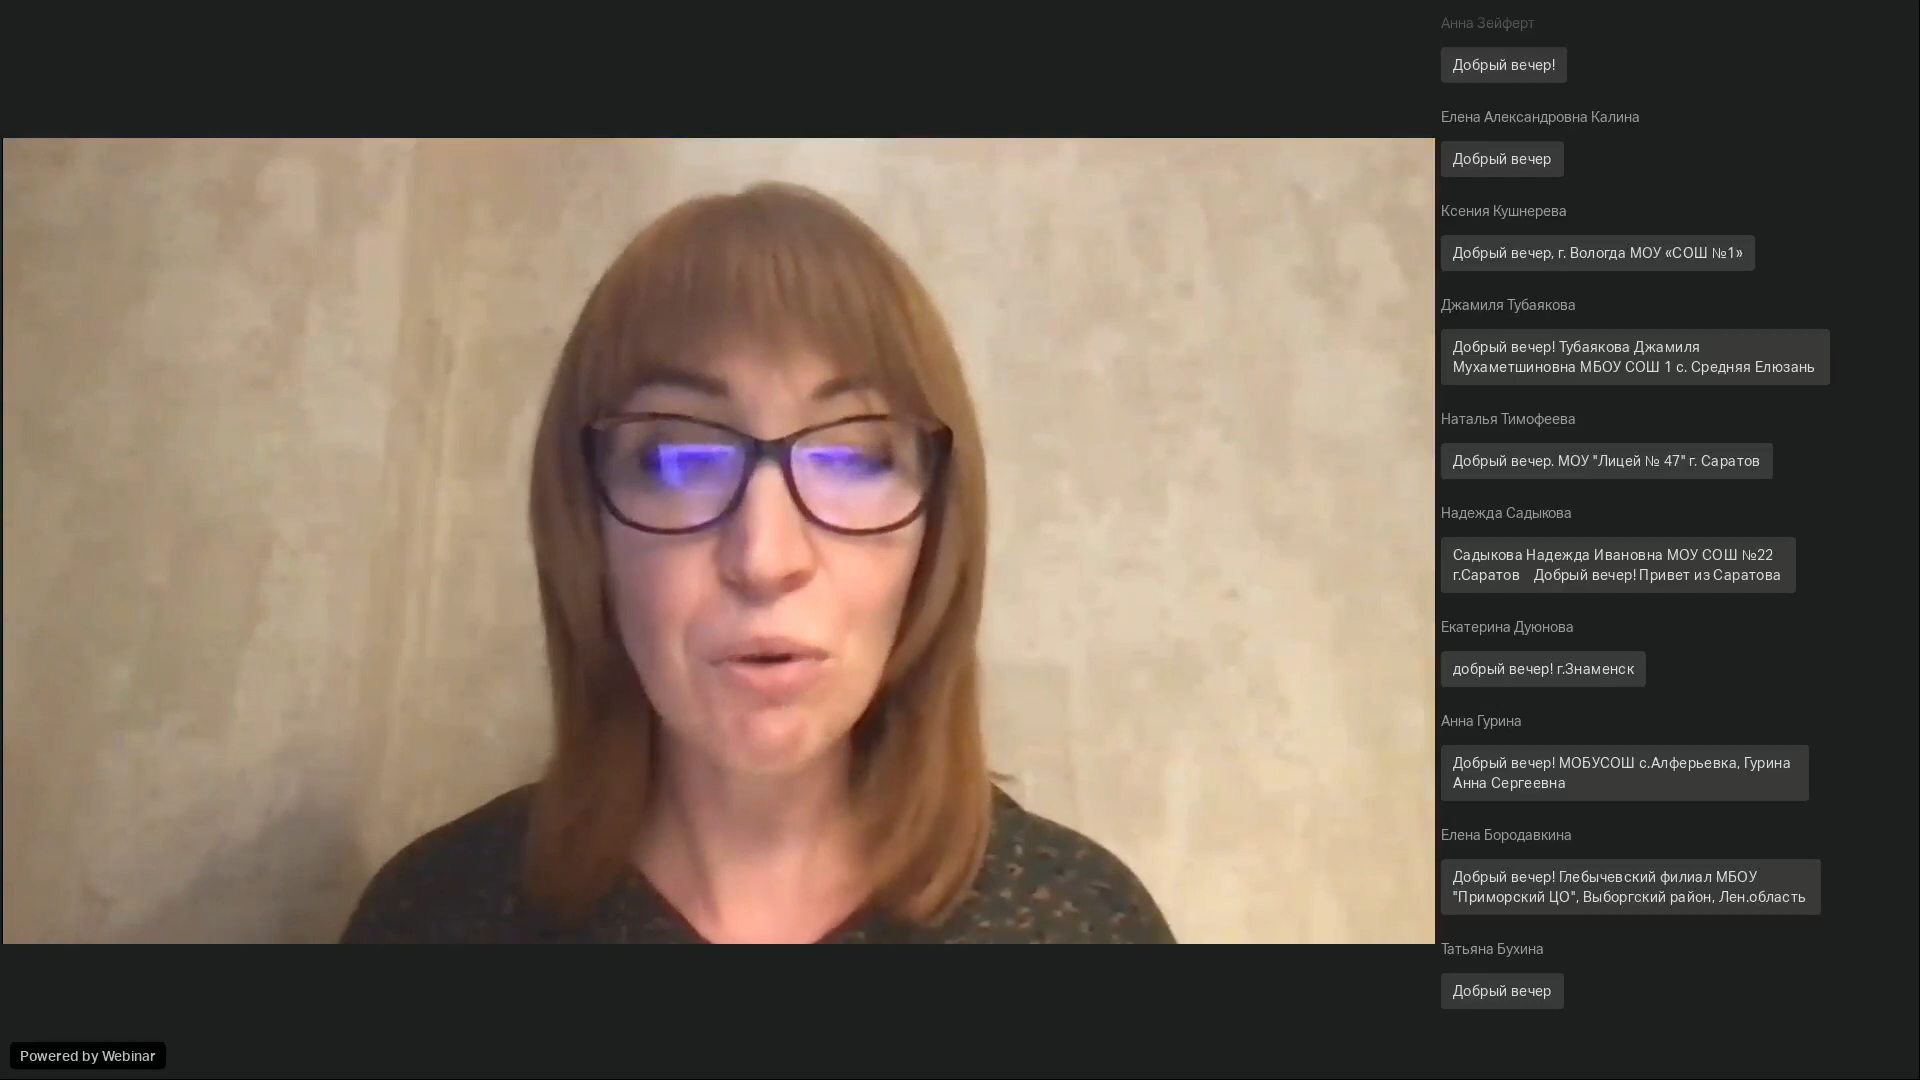 Анна Зейферт
Добрый вечер!
Елена Александровна Калина
Добрый вечер
Ксения Кушнерева
Добрый вечер, г. Вологда МОУ «СОШ №1»
Джамиля Тубаякова
Добрый вечер! Тубаякова Джамиля
Мухаметшиновна МБОУ СОШ 1 с. Средняя Елюзань
Наталья Тимофеева
Добрый вечер. МОУ "Лицей № 47" г. Саратов
Надежда Садыкова
Садыкова Надежда Ивановна МОУ СОШ №22
г.Саратов    Добрый вечер! Привет из Саратова
Екатерина Дуюнова
добрый вечер! г.Знаменск
Анна Гурина
Добрый вечер! МОБУСОШ с.Алферьевка, Гурина
Анна Сергеевна
Елена Бородавкина
Добрый вечер! Глебычевский филиал МБОУ
"Приморский ЦО", Выборгский район, Лен.область
Татьяна Бухина
Добрый вечер
Powered by Webinar